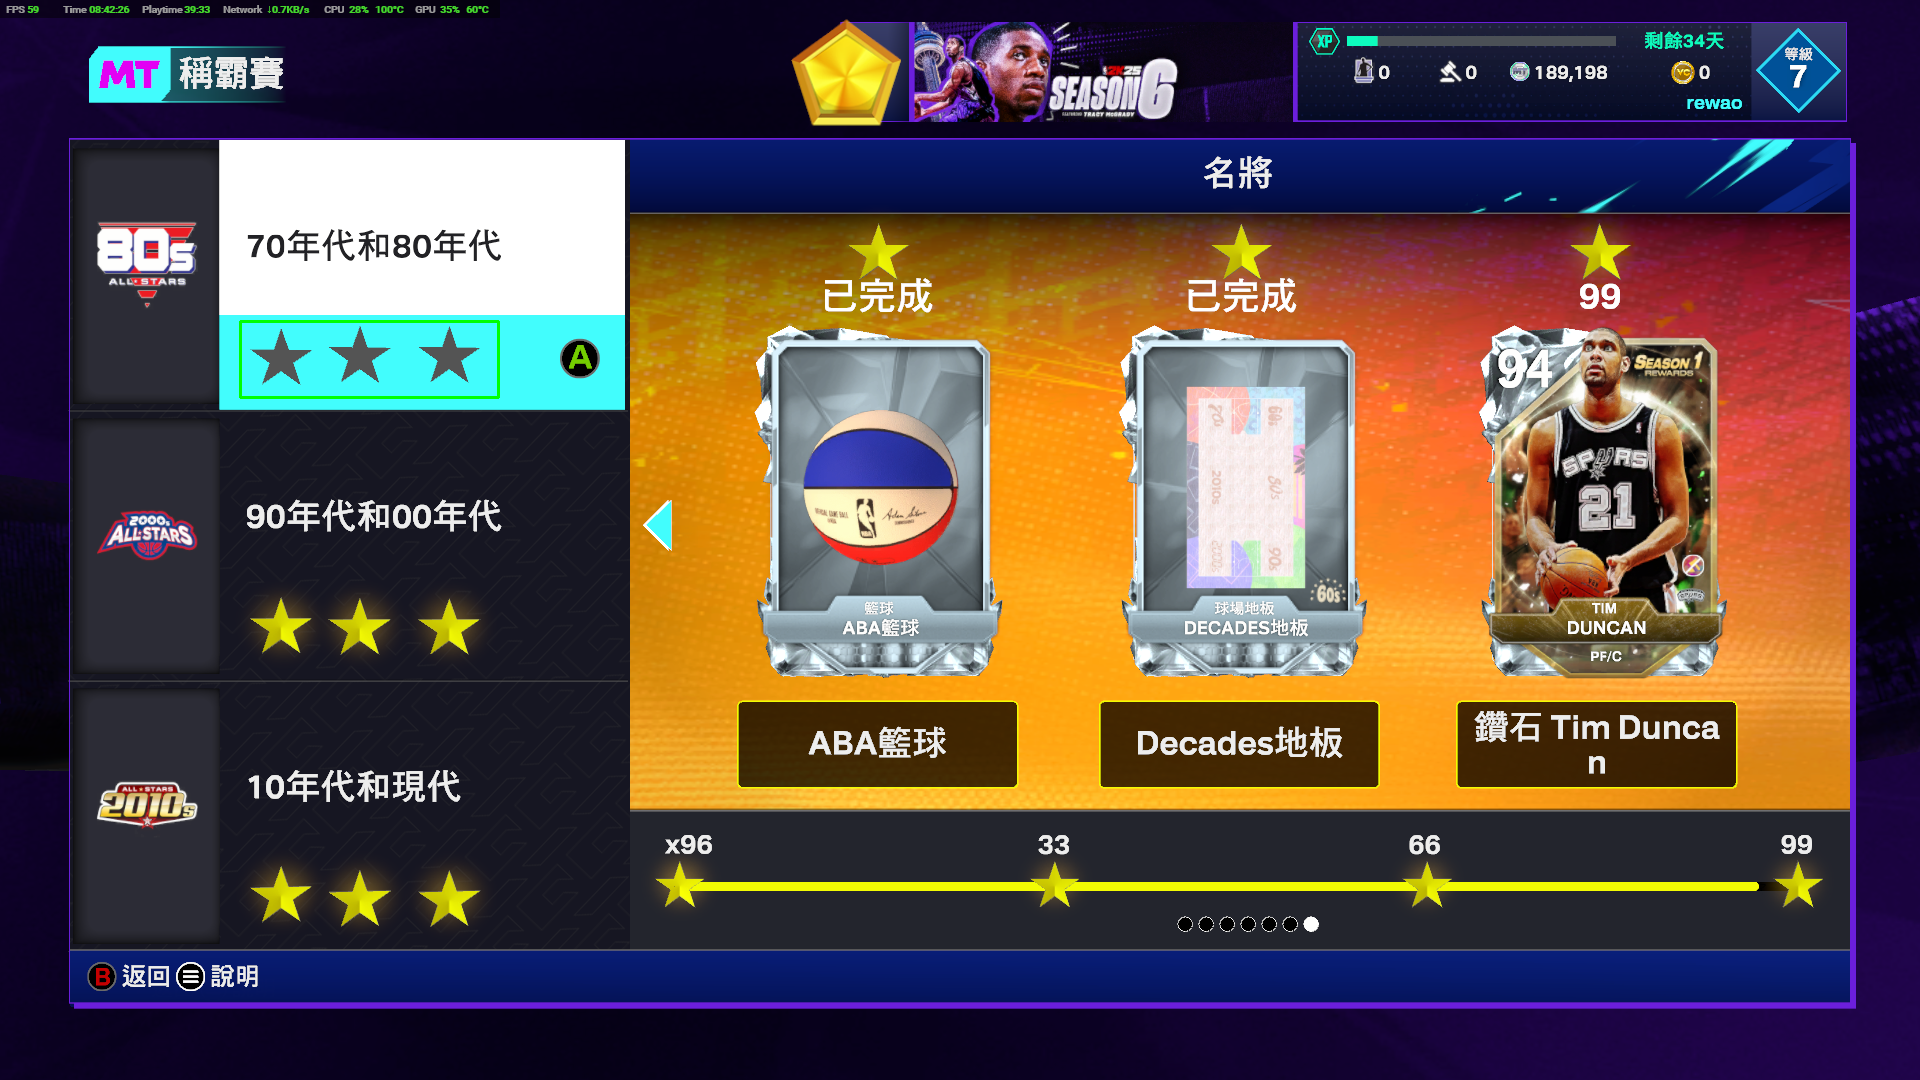 FPS 59 Time 08:42:26 Playtime 39:33 Network ↓0.7KB/s CPU 28% 100°C GPU 35% 60°C
MT 稱霸賽
2K25
SEASON 6
FEATURING TRACY McGRADY
XP
剩餘34天
0 0 189,198 VC 0
rewao
等級
7
80s
ALL STARS
70年代和80年代
A
2000s
ALL-STARS
90年代和00年代
ALL STARS
2010s
10年代和現代
名將
已完成
已完成
99
籃球
ABA籃球
60s
球場地板
DECADES地板
94
SEASON 1
REWARDS
SPURS
21
TIM
DUNCAN
PF/C
ABA籃球
Decades地板
鑽石 Tim Dunca
n
x96 33 66 99
B 返回 說明